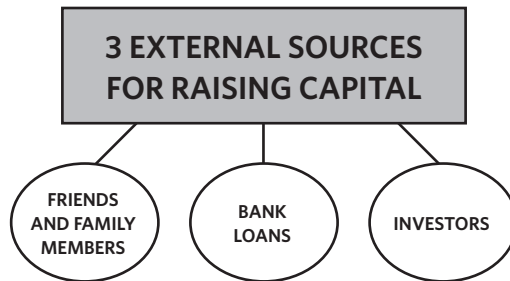 3 EXTERNAL SOURCES
FOR RAISING CAPITAL
FRIENDS
AND FAMILY
MEMBERS
BANK
LOANS
INVESTORS